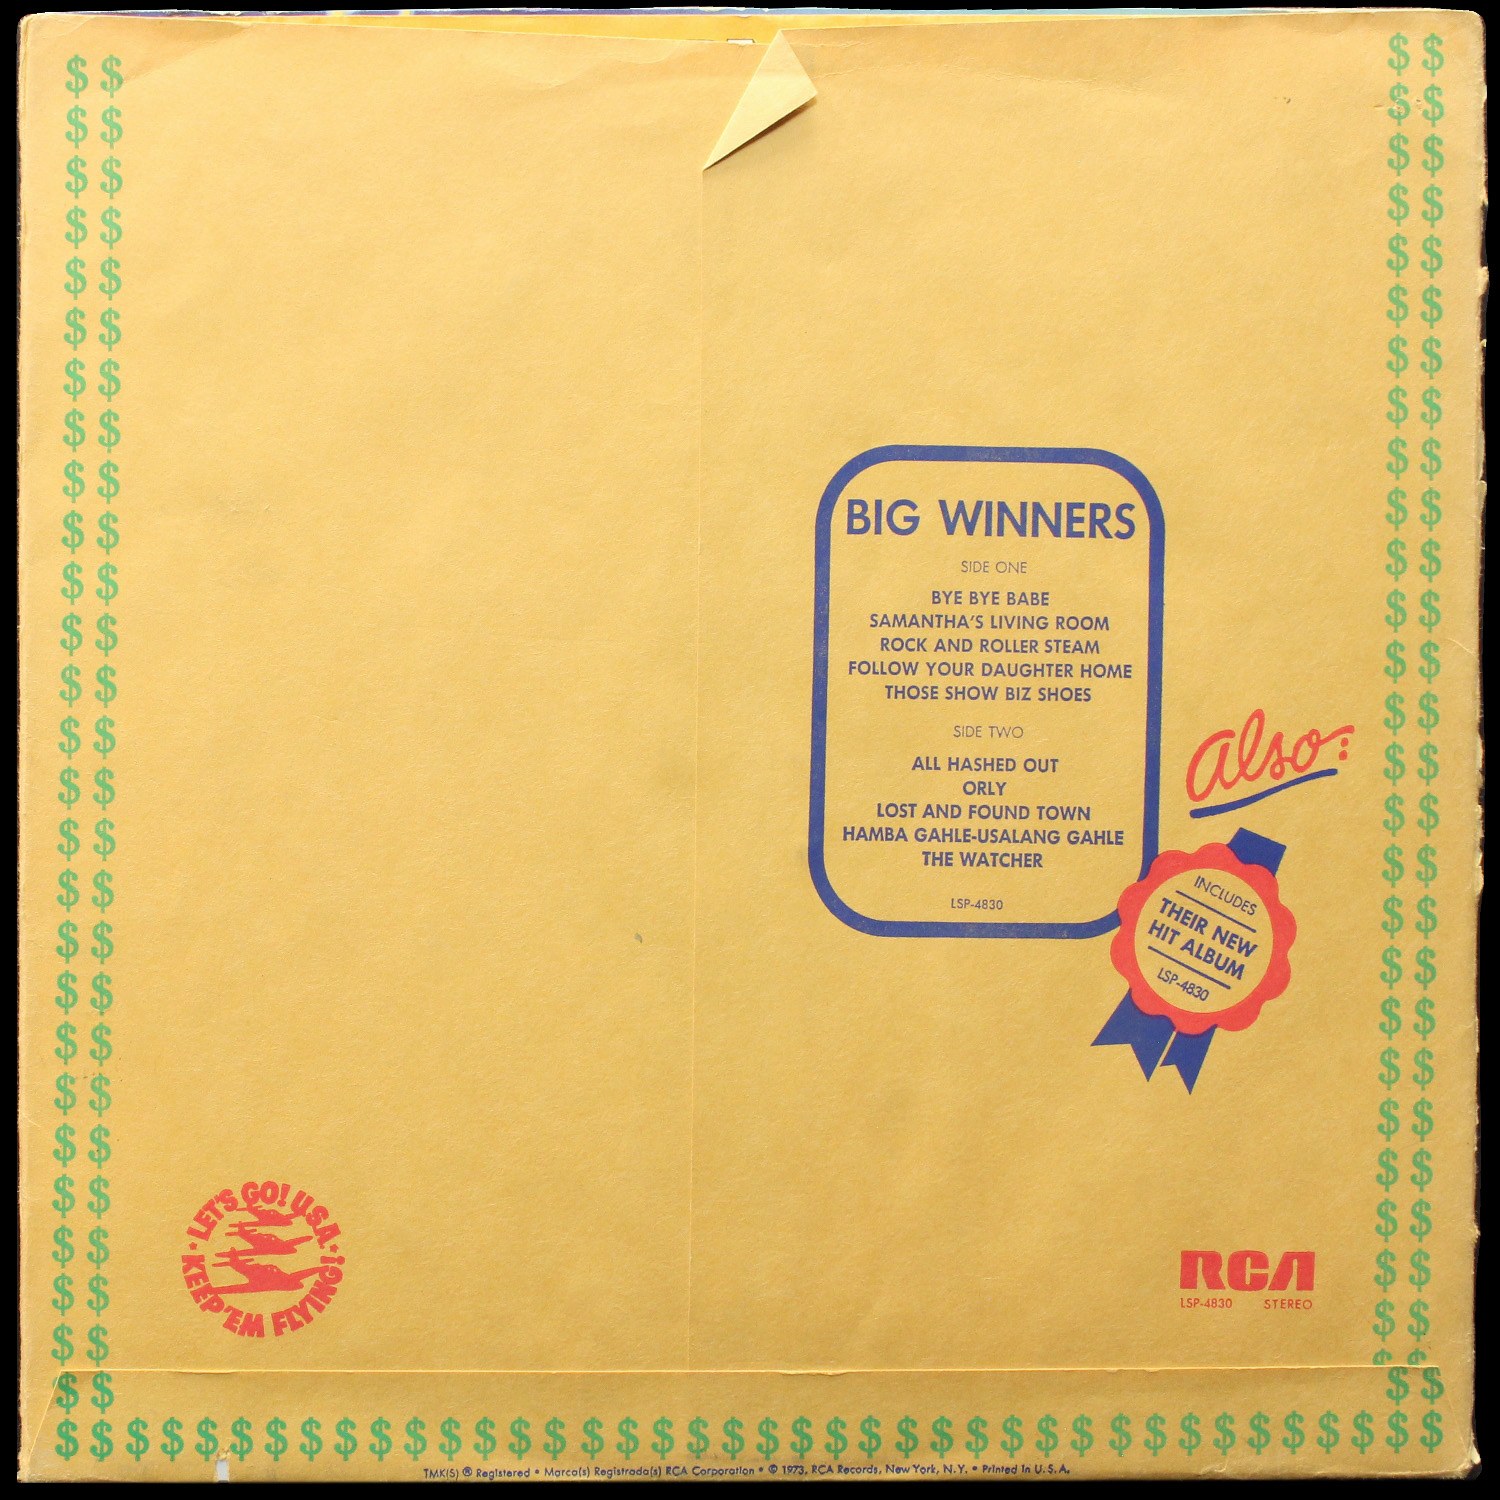 BIG WINNERS
SIDE ONE
BYE BYE BABE
SAMANTHA'S LIVING ROOM
ROCK AND ROLLER STEAM
FOLLOW YOUR DAUGHTER HOME
THOSE SHOW BIZ SHOES
SIDE TWO
ALL HASHED OUT
ORLY
LOST AND FOUND TOWN
HAMBA GAHLE-USALANG GAHLE
THE WATCHER
LSP-4830
also:
INCLUDES
THEIR NEW
HIT ALBUM
LSP-4830
LET'S GO! U.S.A.
KEEP 'EM FLYING!
RCA
LSP-4830 STEREO
TMK(S) ® Registered • Marca(s) Registrada(s) RCA Corporation • © 1973, RCA Records, New York, N.Y. • Printed in U.S.A.